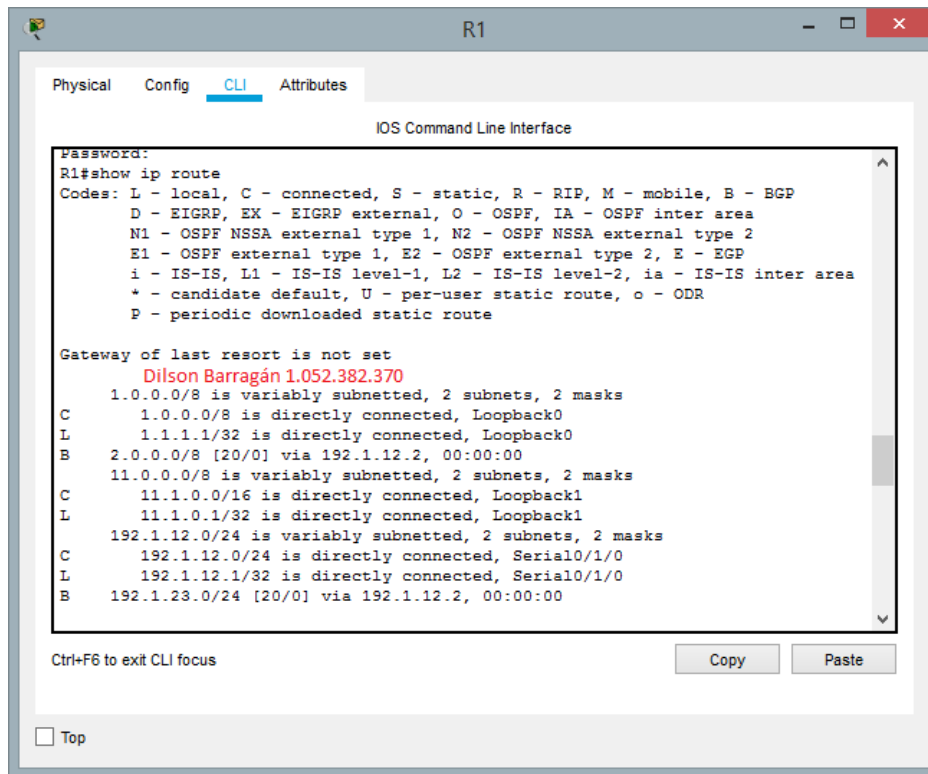 R1
Physical Config CLI Attributes
IOS Command Line Interface
Password:
R1#show ip route
Codes: L - local, C - connected, S - static, R - RIP, M - mobile, B - BGP
D - EIGRP, EX - EIGRP external, O - OSPF, IA - OSPF inter area
N1 - OSPF NSSA external type 1, N2 - OSPF NSSA external type 2
E1 - OSPF external type 1, E2 - OSPF external type 2, E - EGP
i - IS-IS, L1 - IS-IS level-1, L2 - IS-IS level-2, ia - IS-IS inter area
* - candidate default, U - per-user static route, o - ODR
P - periodic downloaded static route
Gateway of last resort is not set
Dilson Barragán 1.052.382.370
1.0.0.0/8 is variably subnetted, 2 subnets, 2 masks
C 1.0.0.0/8 is directly connected, Loopback0
L 1.1.1.1/32 is directly connected, Loopback0
B 2.0.0.0/8 [20/0] via 192.1.12.2, 00:00:00
11.0.0.0/8 is variably subnetted, 2 subnets, 2 masks
C 11.1.0.0/16 is directly connected, Loopback1
L 11.1.0.1/32 is directly connected, Loopback1
192.1.12.0/24 is variably subnetted, 2 subnets, 2 masks
C 192.1.12.0/24 is directly connected, Serial0/1/0
L 192.1.12.1/32 is directly connected, Serial0/1/0
B 192.1.23.0/24 [20/0] via 192.1.12.2, 00:00:00
Ctrl+F6 to exit CLI focus
Copy Paste
Top